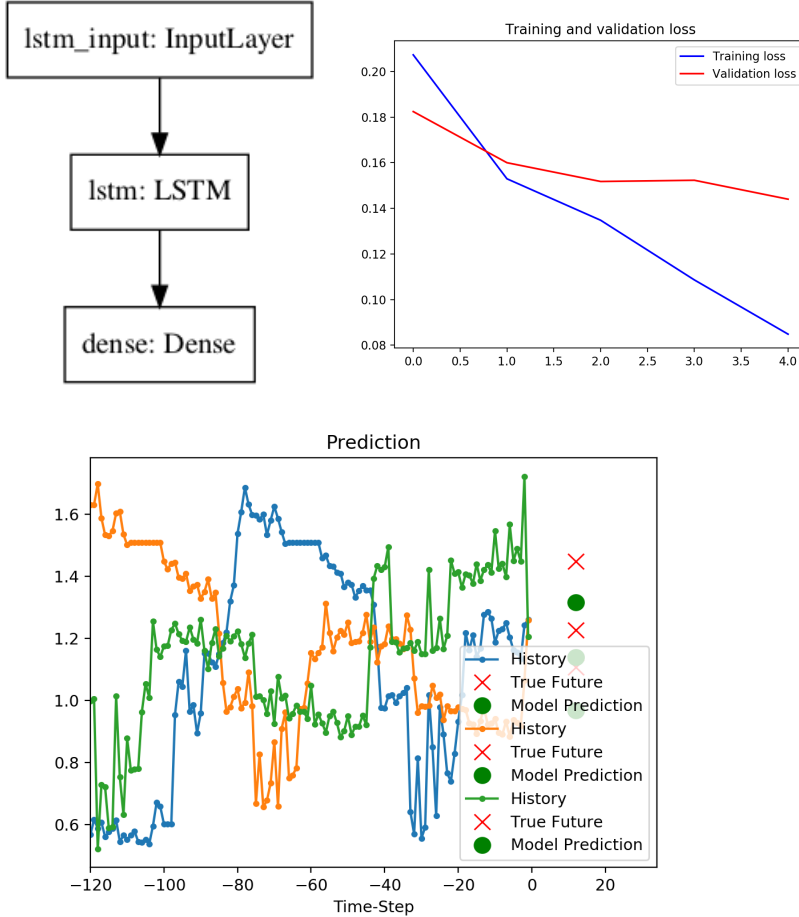 lstm_input: InputLayer
lstm: LSTM
dense: Dense
Training and validation loss
Training loss
Validation loss
0.20
0.18
0.16
0.14
0.12
0.10
0.08
0.0 0.5 1.0 1.5 2.0 2.5 3.0 3.5 4.0
Prediction
1.6
1.4
1.2
1.0
0.8
0.6
History
True Future
Model Prediction
History
True Future
Model Prediction
History
True Future
Model Prediction
−120 −100 −80 −60 −40 −20 0 20
Time-Step